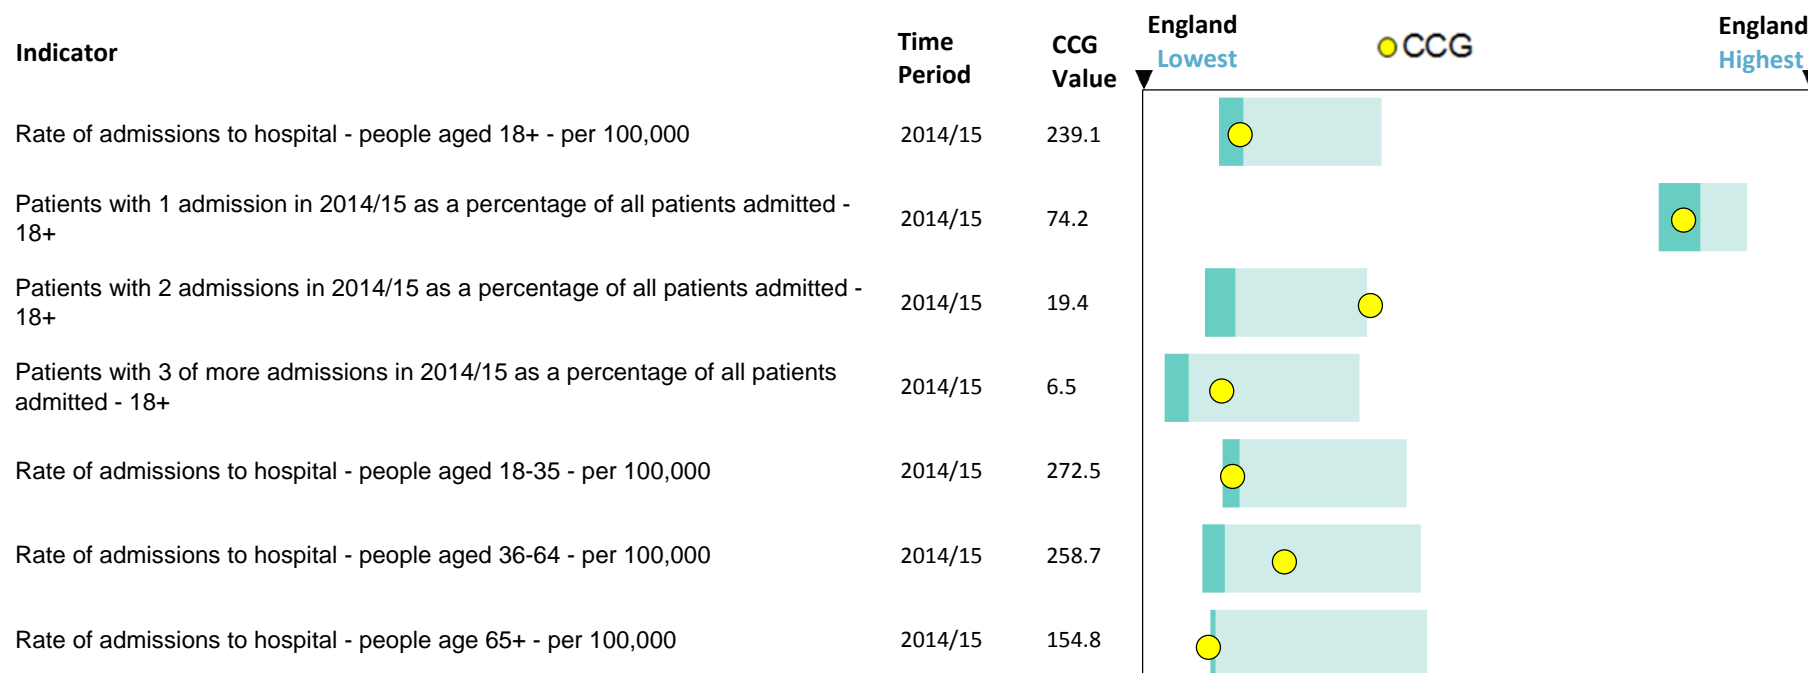 Indicator
Time
Period
CCG
Value
England
Lowest
CCG
England
Highest
Rate of admissions to hospital - people aged 18+ - per 100,000
2014/15
239.1
Patients with 1 admission in 2014/15 as a percentage of all patients admitted -
18+
2014/15
74.2
Patients with 2 admissions in 2014/15 as a percentage of all patients admitted -
18+
2014/15
19.4
Patients with 3 of more admissions in 2014/15 as a percentage of all patients
admitted - 18+
2014/15
6.5
Rate of admissions to hospital - people aged 18-35 - per 100,000
2014/15
272.5
Rate of admissions to hospital - people aged 36-64 - per 100,000
2014/15
258.7
Rate of admissions to hospital - people age 65+ - per 100,000
2014/15
154.8